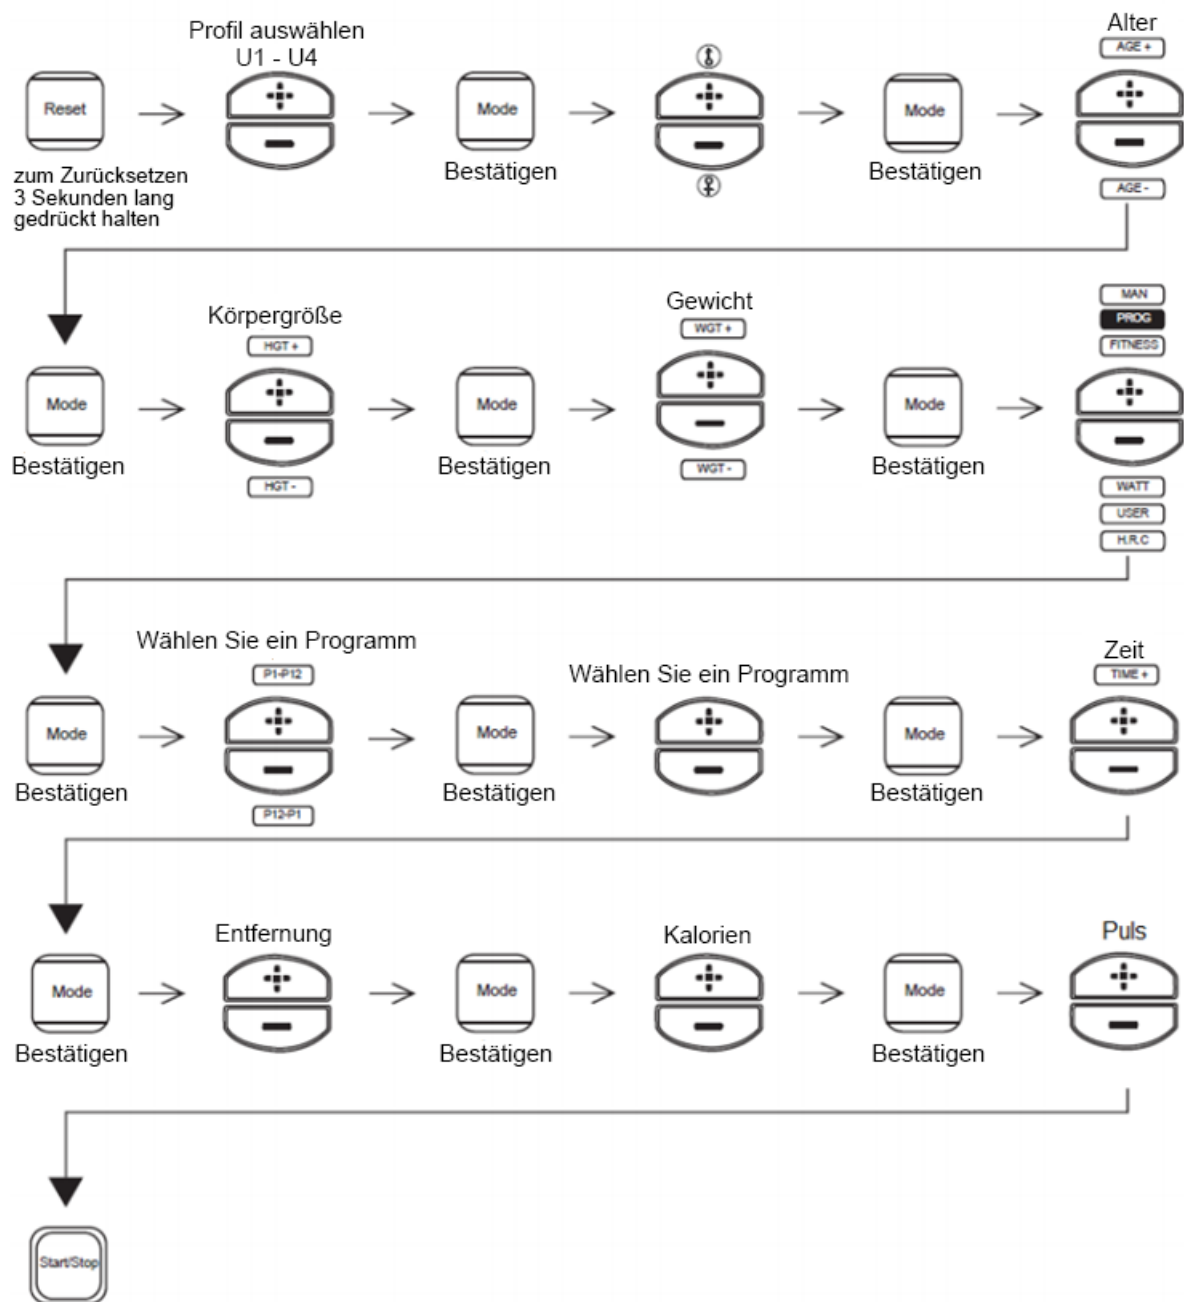 Profil auswählen
U1 - U4
Alter
AGE +
Reset
Mode
Mode
Bestätigen
Bestätigen
zum Zurücksetzen
3 Sekunden lang
gedrückt halten
AGE -
Körpergröße
HGT +
Gewicht
WGT +
MAN
PROG
FITNESS
Mode
Mode
Mode
Bestätigen
Bestätigen
Bestätigen
HGT -
WGT -
WATT
USER
H.R.C
Wählen Sie ein Programm
P1-P12
Wählen Sie ein Programm
Zeit
TIME +
Mode
Mode
Mode
Bestätigen
Bestätigen
Bestätigen
P12-P1
Entfernung
Kalorien
Puls
Mode
Mode
Mode
Bestätigen
Bestätigen
Bestätigen
Start/Stop